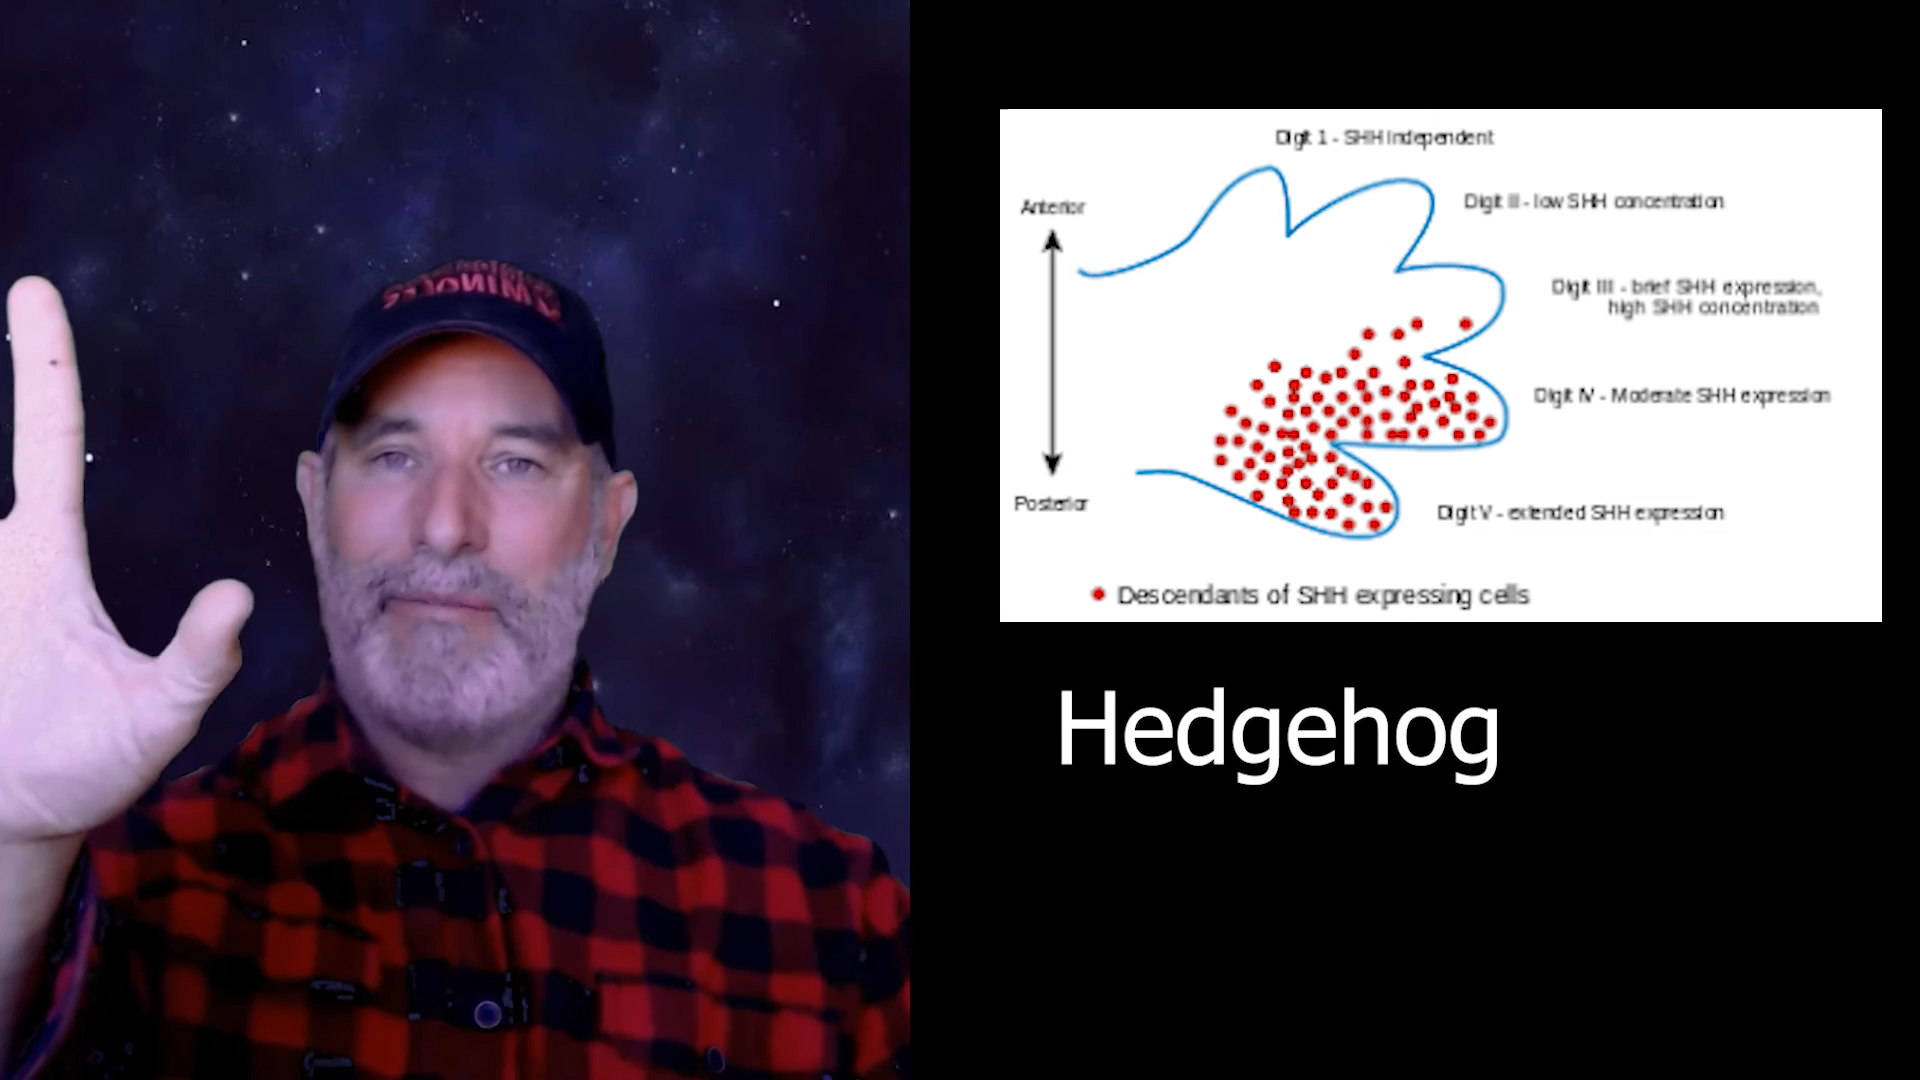 Digit 1 - SHH independent
Anterior
Digit II - low SHH concentration
Digit III - brief SHH expression,
high SHH concentration
Digit IV - Moderate SHH expression
Posterior
Digit V - extended SHH expression
Descendants of SHH expressing cells
Hedgehog